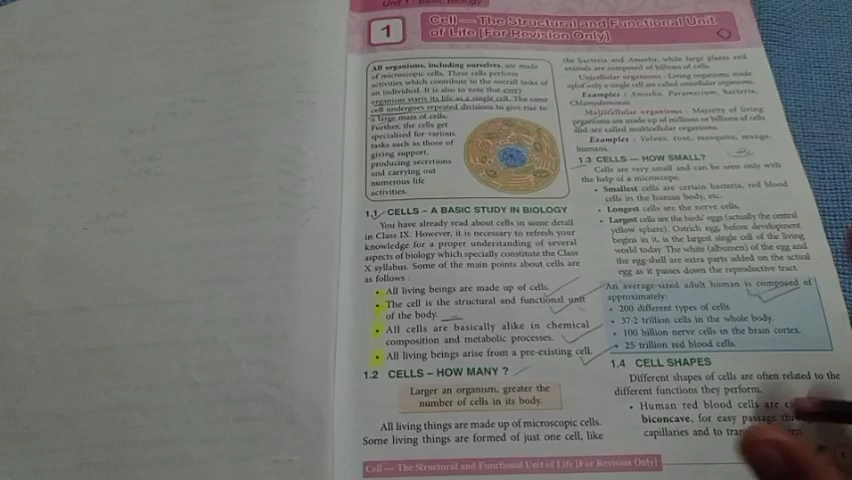 Unit 1 : Basic Biology
1
Cell — The Structural and Functional Unit
of Life [For Revision Only]
All organisms, including ourselves, are made
of microscopic cells. These cells perform
activities which contribute to the overall tasks of
an individual. It is also to note that every
organism starts its life as a single cell. The same
cell undergoes repeated divisions to give rise to
a large mass of cells.
Further, the cells get
specialised for various
tasks such as those of
giving support,
producing secretions
and carrying out
numerous life
activities.
1.1 CELLS – A BASIC STUDY IN BIOLOGY
You have already read about cells in some detail
in Class IX. However, it is necessary to refresh your
knowledge for a proper understanding of several
aspects of biology which specially constitute the Class
X syllabus. Some of the main points about cells are
as follows :
• All living beings are made up of cells.
• The cell is the structural and functional unit
of the body.
• All cells are basically alike in chemical
composition and metabolic processes.
• All living beings arise from a pre-existing cell.
1.2 CELLS – HOW MANY ?
Larger an organism, greater the
number of cells in its body.
All living things are made up of microscopic cells.
Some living things are formed of just one cell, like
the bacteria and Amoeba, while large plants and
animals are composed of billions of cells.
Unicellular organisms : Living organisms made
up of only a single cell are called unicellular organisms.
Examples : Amoeba, Paramecium, bacteria,
Chlamydomonas.
Multicellular organisms : Majority of living
organisms are made up of millions or billions of cells
and are called multicellular organisms.
Examples : Volvox, rose, mosquito, mango,
humans.
1.3 CELLS — HOW SMALL?
Cells are very small and can be seen only with
the help of a microscope.
• Smallest cells are certain bacteria, red blood
cells in the human body, etc.
• Longest cells are the nerve cells.
• Largest cells are the birds' eggs (actually the central
yellow sphere). Ostrich egg, before development
begins in it, is the largest single cell of the living
world today. The white (albumen) of the egg and
the egg-shell are extra parts added on the actual
egg as it passes down the reproductive tract.
An average-sized adult human is composed of
approximately:
• 200 different types of cells.
• 37·2 trillion cells in the whole body.
• 100 billion nerve cells in the brain cortex.
• 25 trillion red blood cells.
1.4 CELL SHAPES
Different shapes of cells are often related to the
different functions they perform.
• Human red blood cells are
biconcave, for easy passage
capillaries and to
Cell — The Structural and Functional Unit of Life [For Revision Only]